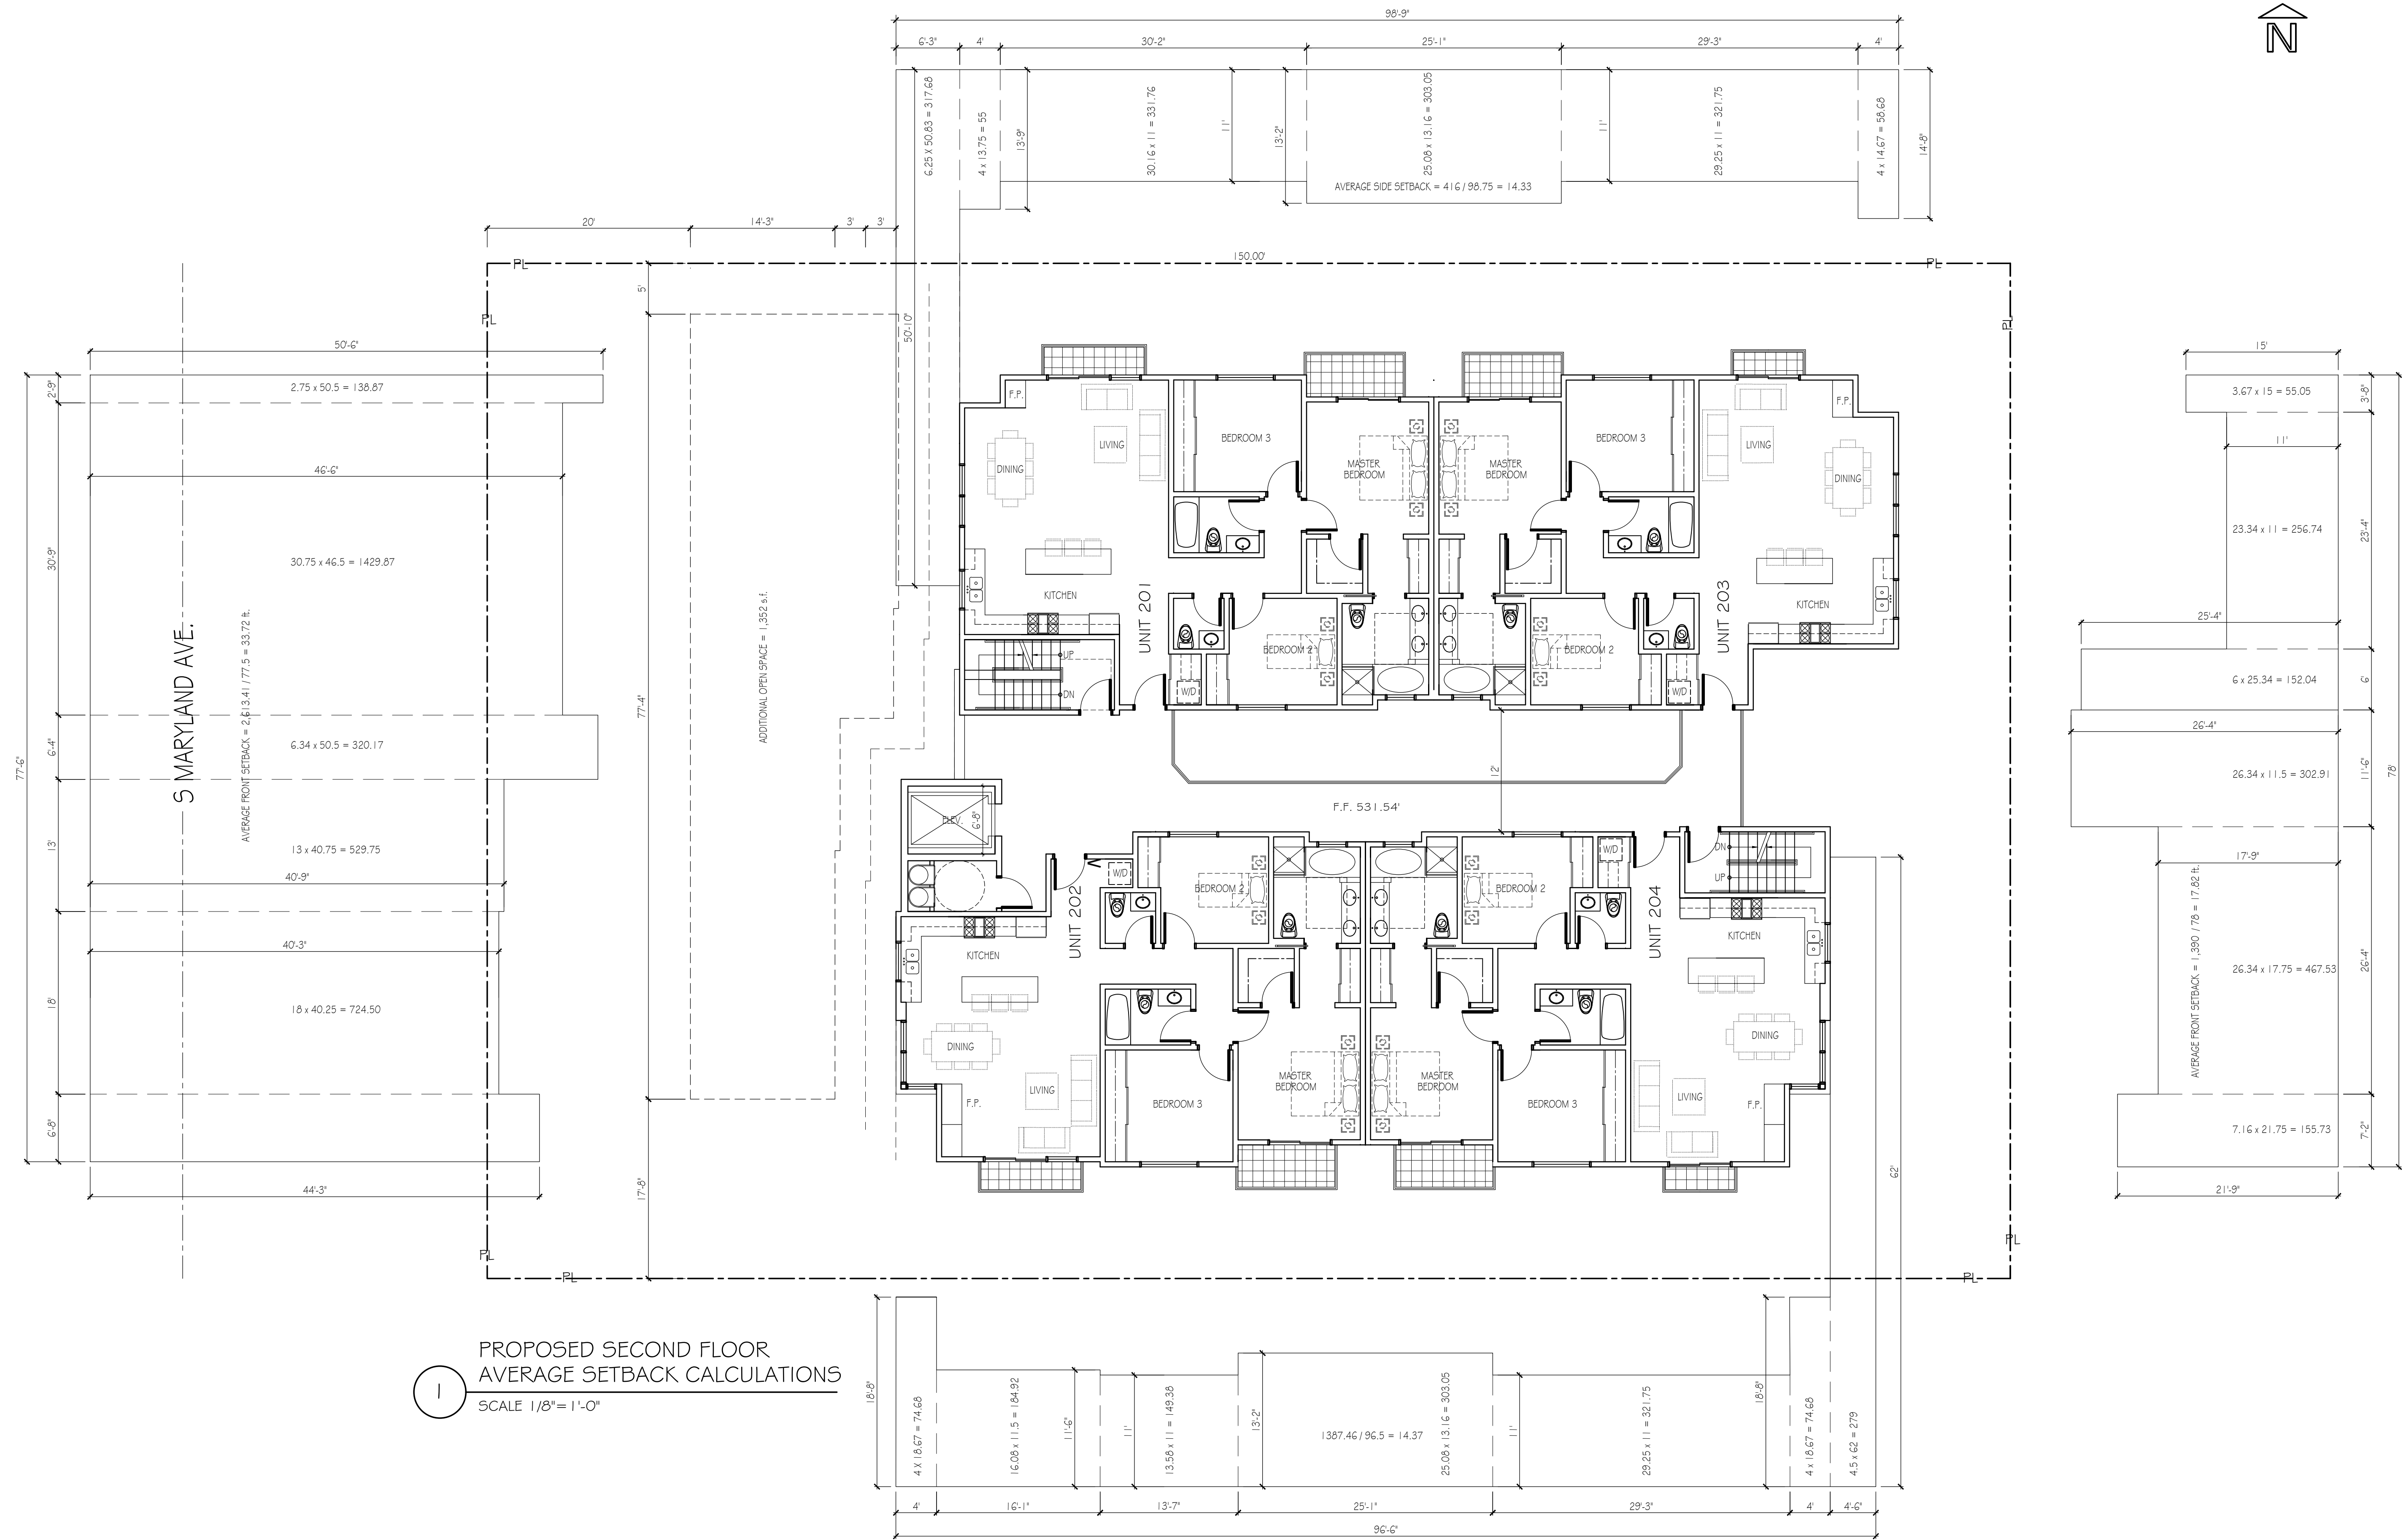 N
98'-9"
6'-3"
4'
30'-2"
25'-1"
29'-3"
4'
6.25 x 50.83 = 317.68
4 x 13.75 = 55
13'-9"
30.16 x 11 = 331.76
11'
13'-2"
25.08 x 13.16 = 303.05
11'
29.25 x 11 = 321.75
4 x 14.67 = 58.68
14'-8"
AVERAGE SIDE SETBACK = 416 / 98.75 = 14.33
20'
14'-3"
3'
3'
PL
150.00'
PL
5'
PL
50'-10"
PL
50'-6"
2'-9"
2.75 x 50.5 = 138.87
46'-6"
30'-9"
30.75 x 46.5 = 1429.87
77'-6"
S MARYLAND AVE.
AVERAGE FRONT SETBACK = 2,613.41 / 77.5 = 33.72 ft.
6'-4"
6.34 x 50.5 = 320.17
13'
13 x 40.75 = 529.75
40'-9"
40'-3"
18'
18 x 40.25 = 724.50
6'-8"
44'-3"
77'-4"
ADDITIONAL OPEN SPACE = 1,352 s.f.
17'-8"
F.P.
LIVING
DINING
KITCHEN
BEDROOM 3
MASTER
BEDROOM
UNIT 201
BEDROOM 2
UP
DN
W/D
MASTER
BEDROOM
BEDROOM 3
LIVING
F.P.
DINING
KITCHEN
UNIT 203
BEDROOM 2
W/D
12'
F.F. 531.54'
ELEV.
6'-8"
W/D
UNIT 202
BEDROOM 2
KITCHEN
DINING
LIVING
F.P.
BEDROOM 3
MASTER
BEDROOM
BEDROOM 2
W/D
UNIT 204
DN
UP
KITCHEN
DINING
LIVING
F.P.
BEDROOM 3
MASTER
BEDROOM
62'
15'
3.67 x 15 = 55.05
3'-8"
11'
23.34 x 11 = 256.74
23'-4"
25'-4"
6 x 25.34 = 152.04
6'
26'-4"
26.34 x 11.5 = 302.91
11'-6"
78'
17'-9"
AVERAGE FRONT SETBACK = 1,390 / 78 = 17.82 ft.
26.34 x 17.75 = 467.53
26'-4"
7.16 x 21.75 = 155.73
7'-2"
21'-9"
PL
PL
PL
PL
18'-8"
4 X 18.67 = 74.68
16.08 x 11.5 = 184.92
11'-6"
11'
13.58 x 11 = 149.38
13'-2"
1387.46 / 96.5 = 14.37
25.08 x 13.16 = 303.05
11'
29.25 x 11 = 321.75
18'-8"
4 x 18.67 = 74.68
4.5 x 62 = 279
4'
16'-1"
13'-7"
25'-1"
29'-3"
4'
4'-6"
96'-6"
1
PROPOSED SECOND FLOOR
AVERAGE SETBACK CALCULATIONS
SCALE 1/8"= 1'-0"